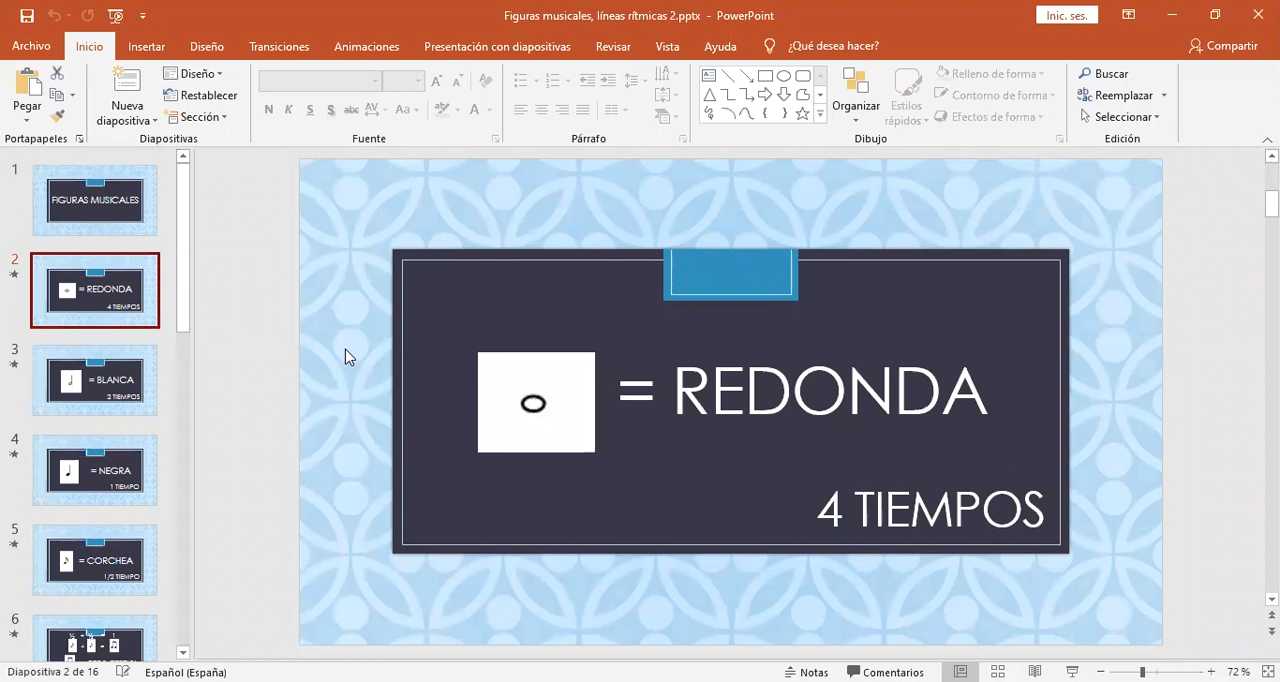 Figuras musicales, líneas rítmicas 2.pptx - PowerPoint
Inic. ses.
Archivo Inicio Insertar Diseño Transiciones Animaciones Presentación con diapositivas Revisar Vista Ayuda ¿Qué desea hacer? Compartir
Pegar
Nueva diapositiva
Diseño
Restablecer
Sección
N K S S abc AV Aa A
Organizar
Estilos rápidos
Relleno de forma
Contorno de forma
Efectos de forma
Buscar
Reemplazar
Seleccionar
Portapapeles Diapositivas Fuente Párrafo Dibujo Edición
1
FIGURAS MUSICALES
2
= REDONDA
4 TIEMPOS
3
= BLANCA
2 TIEMPOS
4
= NEGRA
1 TIEMPO
5
= CORCHEA
1/2 TIEMPO
6
= REDONDA
4 TIEMPOS
Diapositiva 2 de 16 Español (España) Notas Comentarios 72 %